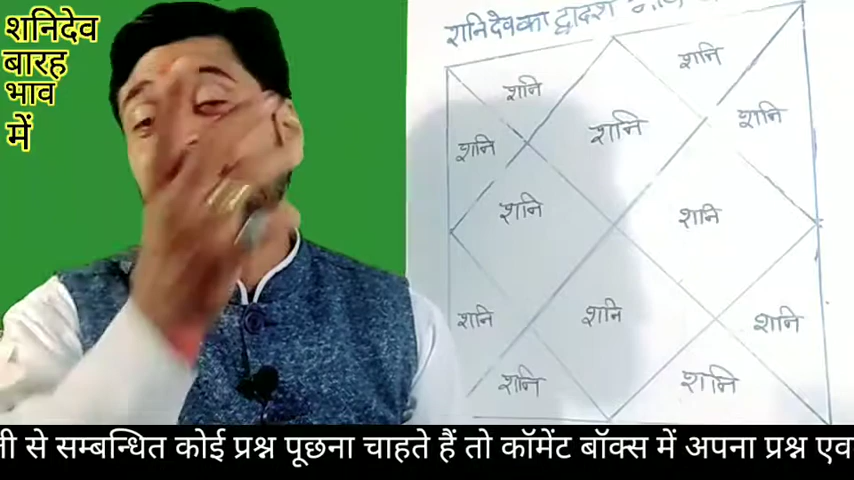 शनिदेव
बारह
भाव
में
शनिदेव का द्वादश
शनि
शनि
शनि
शनि
शनि
शनि
शनि
शनि
शनि
शनि
शनि
शनि
से सम्बन्धित कोई प्रश्न पूछना चाहते हैं तो कॉमेंट बॉक्स में अपना प्रश्न एव